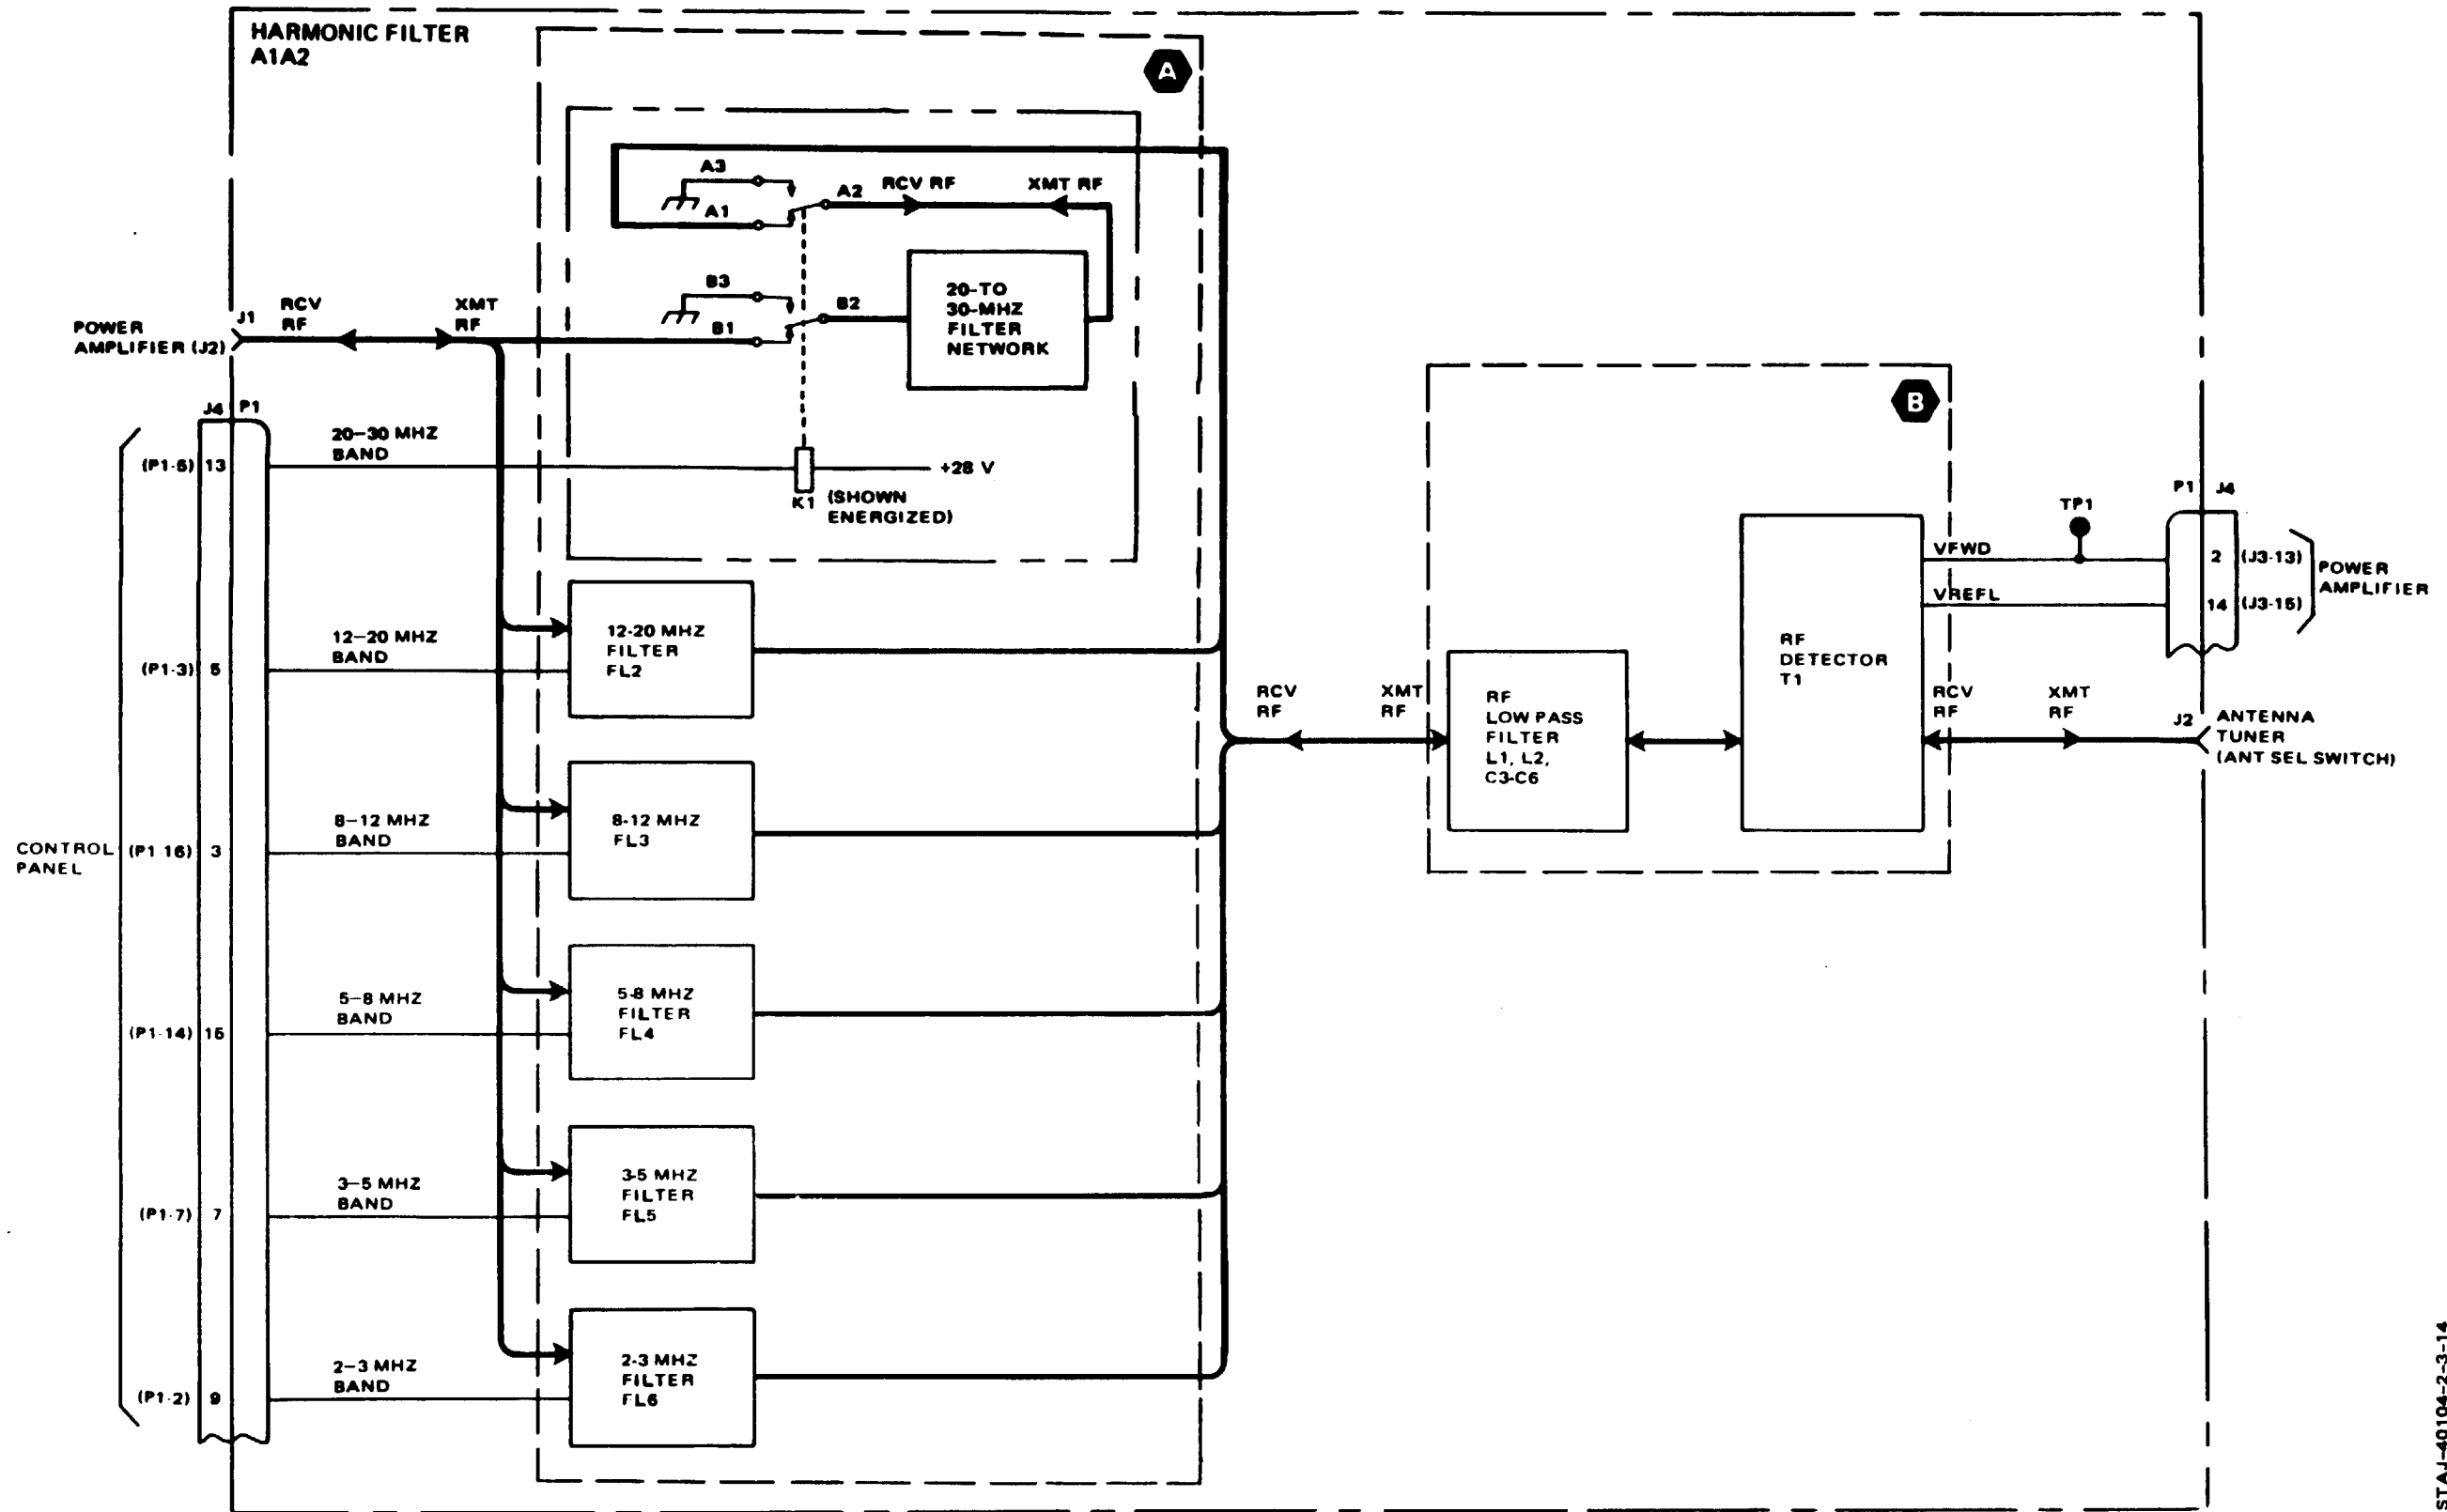 HARMONIC FILTER
A1A2
A
A3
A2
RCV RF
XMT RF
A1
B3
B2
B1
20-TO
30-MHZ
FILTER
NETWORK
J1
RCV
RF
XMT
RF
POWER
AMPLIFIER (J2)
J4
P1
(P1-6)
13
20-30 MHZ
BAND
+28 V
K1
(SHOWN
ENERGIZED)
(P1-3)
5
12-20 MHZ
BAND
12-20 MHZ
FILTER
FL2
CONTROL
PANEL
(P1 16)
3
8-12 MHZ
BAND
8-12 MHZ
FL3
(P1-14)
15
5-8 MHZ
BAND
5-8 MHZ
FILTER
FL4
(P1-7)
7
3-5 MHZ
BAND
3-5 MHZ
FILTER
FL5
(P1-2)
9
2-3 MHZ
BAND
2-3 MHZ
FILTER
FL6
RCV
RF
XMT
RF
B
RF
LOW PASS
FILTER
L1, L2,
C3-C6
RF
DETECTOR
T1
VFWD
TP1
VREFL
P1
J4
2
(J3-13)
14
(J3-15)
POWER
AMPLIFIER
RCV
RF
XMT
RF
J2
ANTENNA
TUNER
(ANT SEL SWITCH)
STAJ-40104-2-3-14